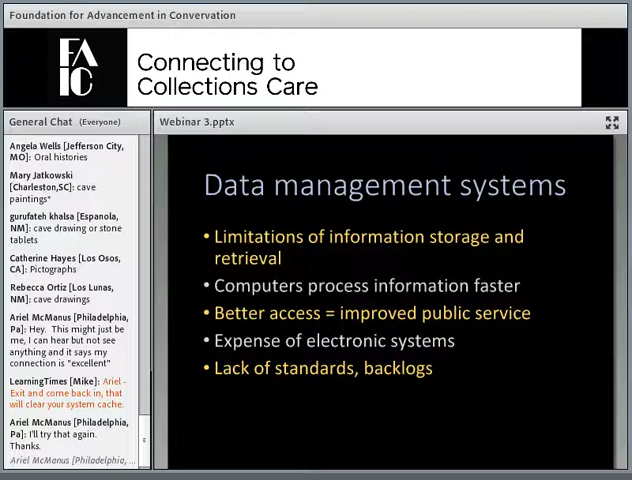 Foundation for Advancement in Convervation
FA
IC
Connecting to
Collections Care
General Chat (Everyone)
Angela Wells [Jefferson City,
MO]: Oral histories
Mary Jatkowski
[Charleston,SC]: cave
paintings*
gurufateh khalsa [Espanola,
NM]: cave drawing or stone
tablets
Catherine Hayes [Los Osos,
CA]: Pictographs
Rebecca Ortiz [Los Lunas,
NM]: cave drawings
Ariel McManus [Philadelphia,
Pa]: Hey.  This might just be
me, I can hear but not see
anything and it says my
connection is "excellent"
LearningTimes [Mike]: Ariel -
Exit and come back in, that
will clear your system cache.
Ariel McManus [Philadelphia,
Pa]: I'll try that again.
Thanks.
Ariel McManus [Philadelphia, ...
Webinar 3.pptx
Data management systems
• Limitations of information storage and
retrieval
• Computers process information faster
• Better access = improved public service
• Expense of electronic systems
• Lack of standards, backlogs